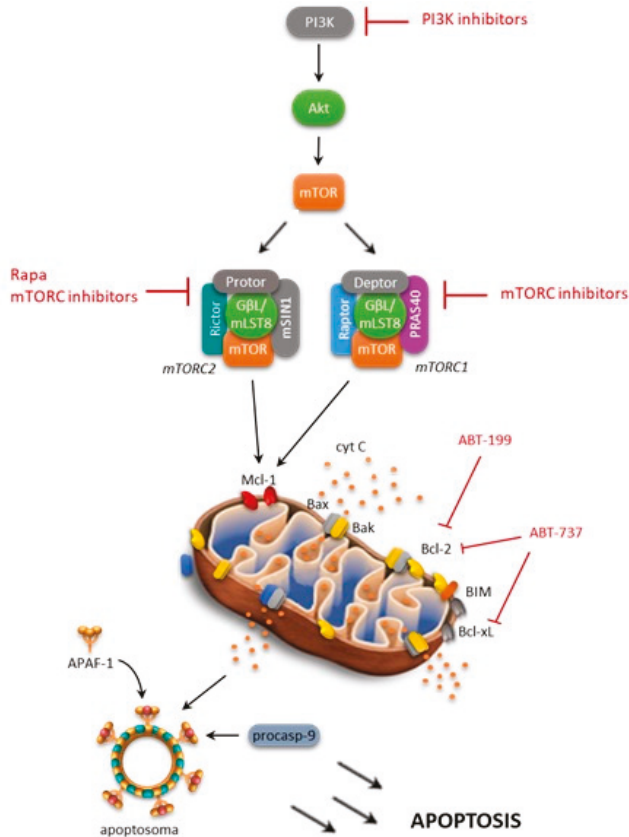 PI3K
PI3K inhibitors
Akt
mTOR
Rapa
mTORC inhibitors
Protor
Rictor
GβL/
mLST8
mSIN1
mTOR
mTORC2
Deptor
Raptor
GβL/
mLST8
PRAS40
mTOR
mTORC1
mTORC inhibitors
cyt C
ABT-199
Mcl-1
Bax
Bak
Bcl-2
ABT-737
BIM
Bcl-xL
APAF-1
procasp-9
apoptosoma
APOPTOSIS